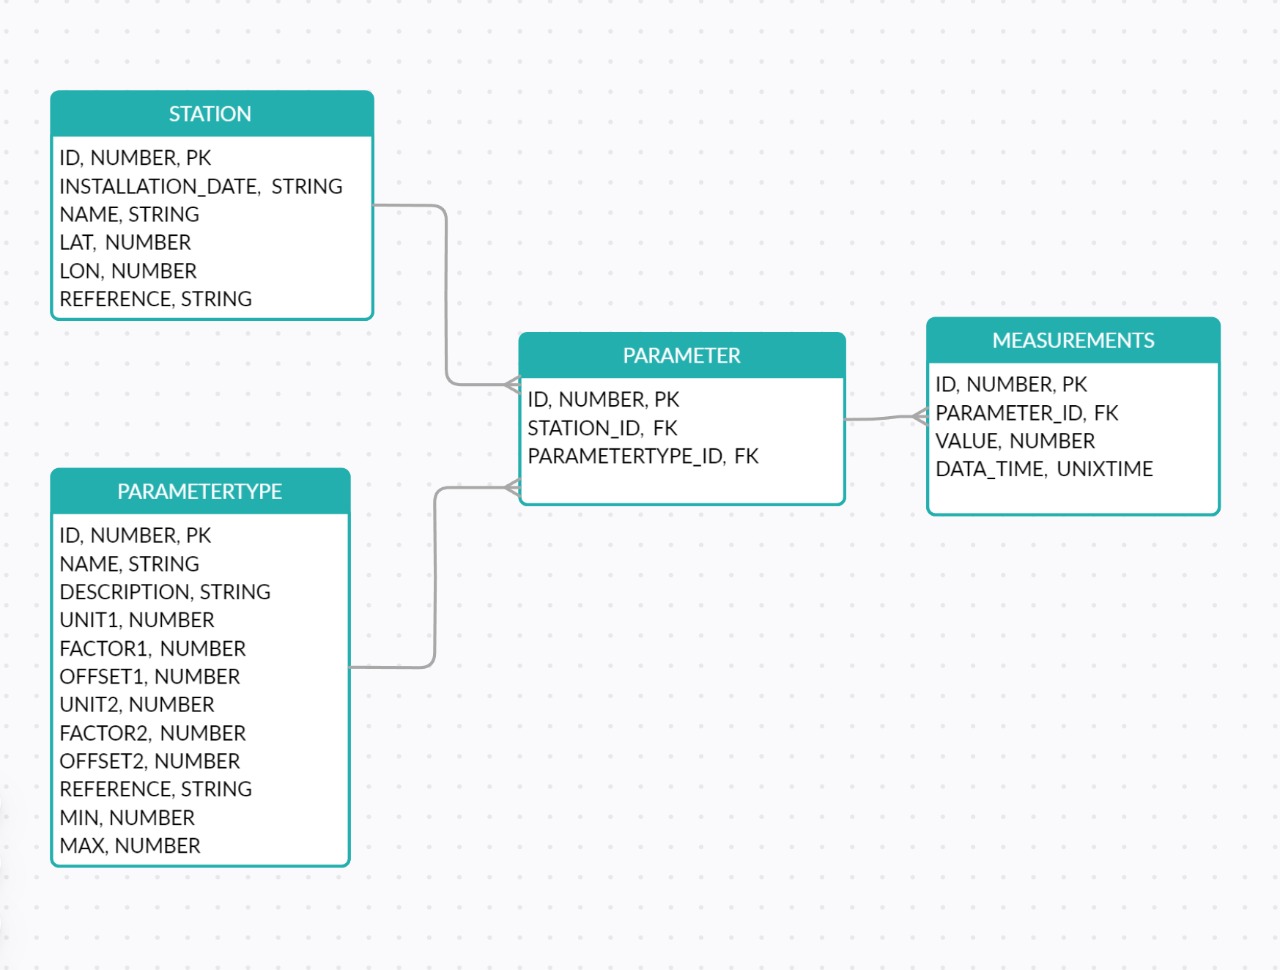 STATION
ID, NUMBER, PK
INSTALLATION_DATE, STRING
NAME, STRING
LAT, NUMBER
LON, NUMBER
REFERENCE, STRING
PARAMETERTYPE
ID, NUMBER, PK
NAME, STRING
DESCRIPTION, STRING
UNIT1, NUMBER
FACTOR1, NUMBER
OFFSET1, NUMBER
UNIT2, NUMBER
FACTOR2, NUMBER
OFFSET2, NUMBER
REFERENCE, STRING
MIN, NUMBER
MAX, NUMBER
PARAMETER
ID, NUMBER, PK
STATION_ID, FK
PARAMETERTYPE_ID, FK
MEASUREMENTS
ID, NUMBER, PK
PARAMETER_ID, FK
VALUE, NUMBER
DATA_TIME, UNIXTIME